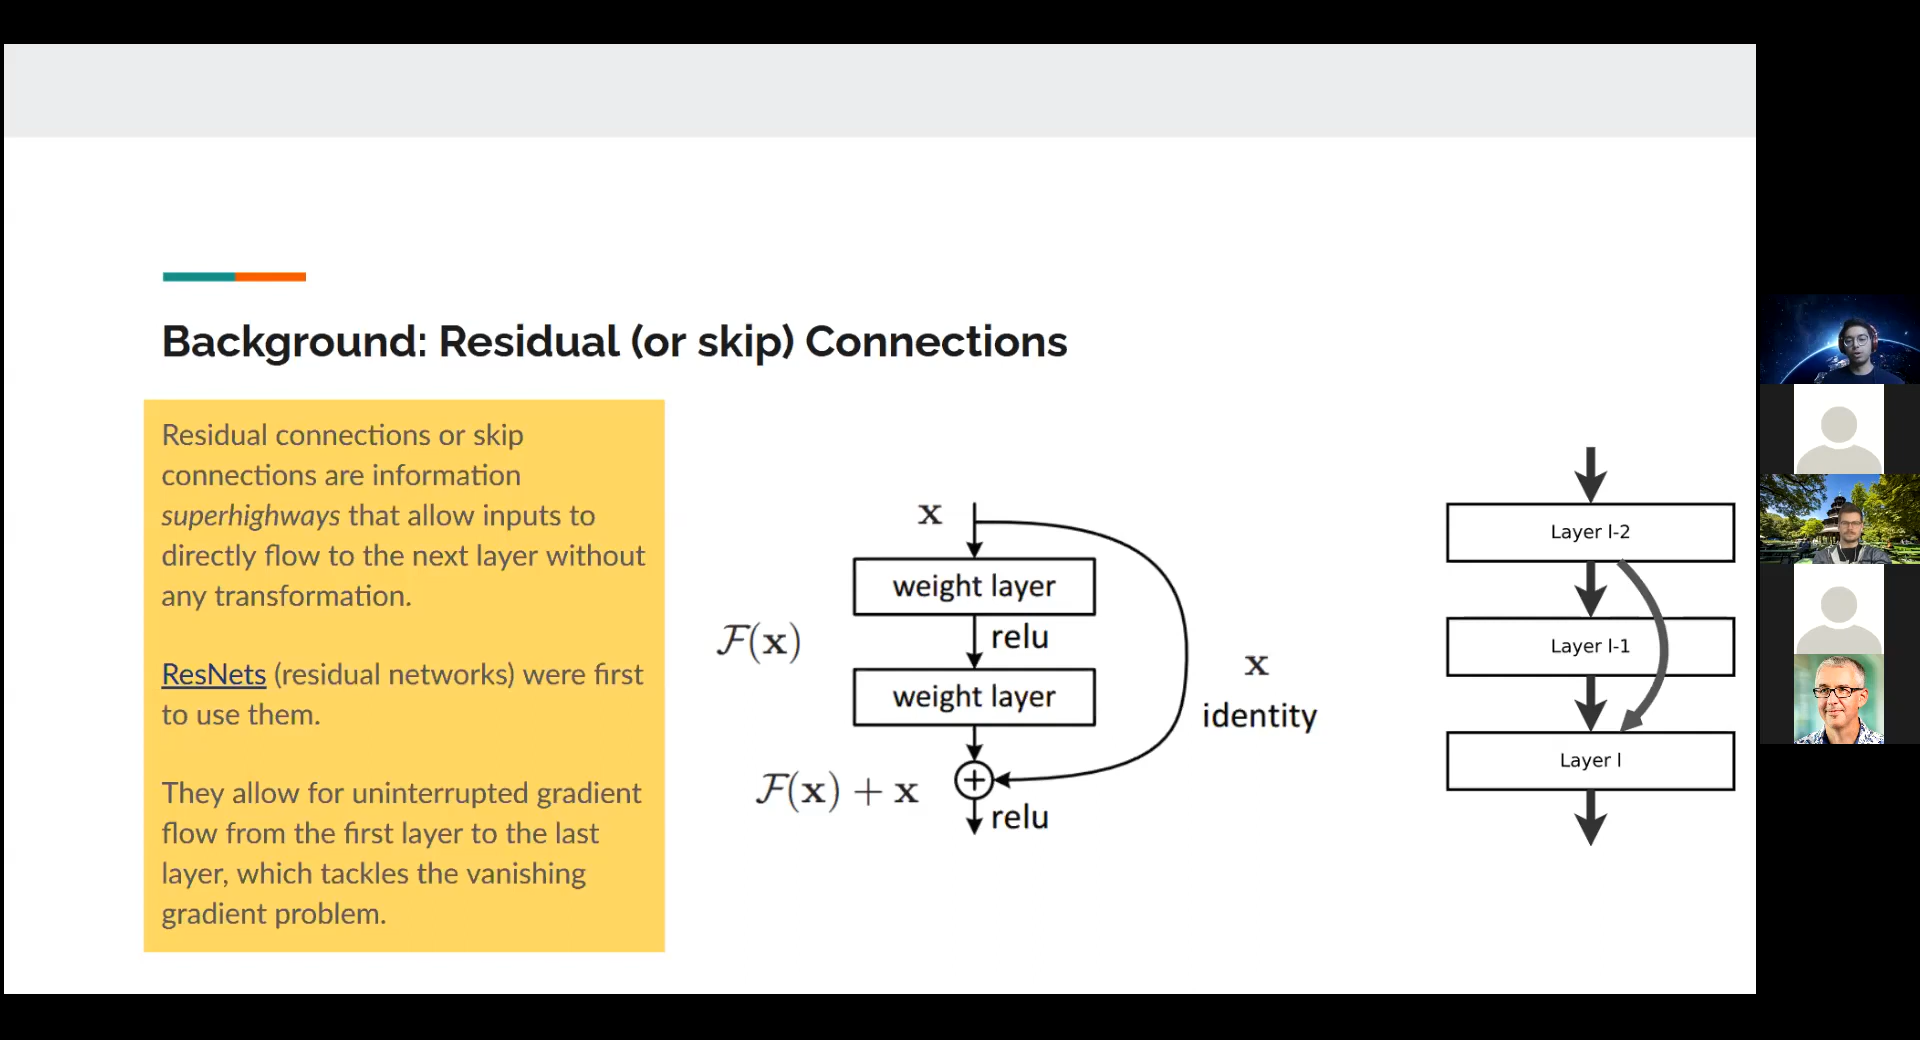 Background: Residual (or skip) Connections
Residual connections or skip
connections are information
superhighways that allow inputs to
directly flow to the next layer without
any transformation.
ResNets (residual networks) were first
to use them.
They allow for uninterrupted gradient
flow from the first layer to the last
layer, which tackles the vanishing
gradient problem.
x
weight layer
F(x)
relu
weight layer
x
identity
F(x) + x
relu
Layer l-2
Layer l-1
Layer l